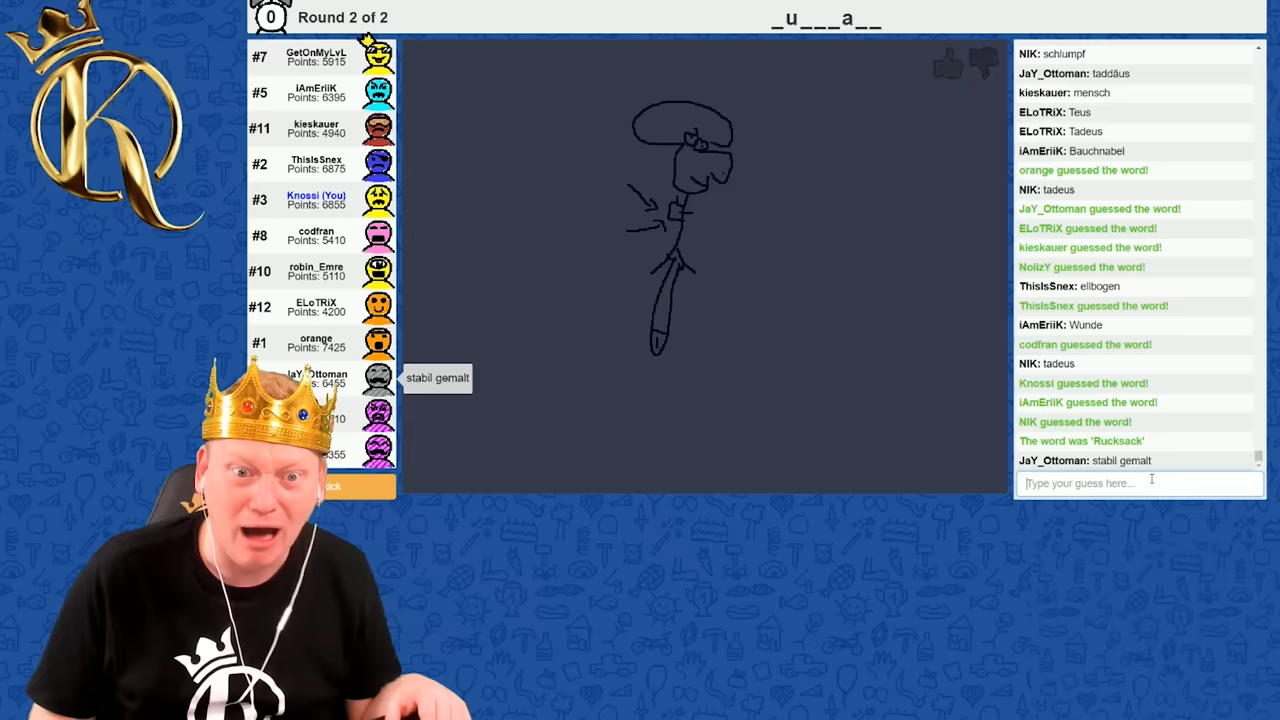 0 Round 2 of 2 _u___a__
#7 GetOnMyLvL
Points: 5915
#5 iAmEriiK
Points: 6395
#11 kieskauer
Points: 4940
#2 ThisIsSnex
Points: 6875
#3 Knossi (You)
Points: 6855
#8 codfran
Points: 5410
#10 robin_Emre
Points: 5110
#12 ELoTRiX
Points: 4200
#1 orange
Points: 7425
JaY_Ottoman
6455
10
3355
kick
stabil gemalt
NIK: schlumpf
JaY_Ottoman: taddäus
kieskauer: mensch
ELoTRiX: Teus
ELoTRiX: Tadeus
iAmEriiK: Bauchnabel
orange guessed the word!
NIK: tadeus
JaY_Ottoman guessed the word!
ELoTRiX guessed the word!
kieskauer guessed the word!
NoiizY guessed the word!
ThisIsSnex: ellbogen
ThisIsSnex guessed the word!
iAmEriiK: Wunde
codfran guessed the word!
NIK: tadeus
Knossi guessed the word!
iAmEriiK guessed the word!
NIK guessed the word!
The word was 'Rucksack'
JaY_Ottoman: stabil gemalt
Type your guess here...